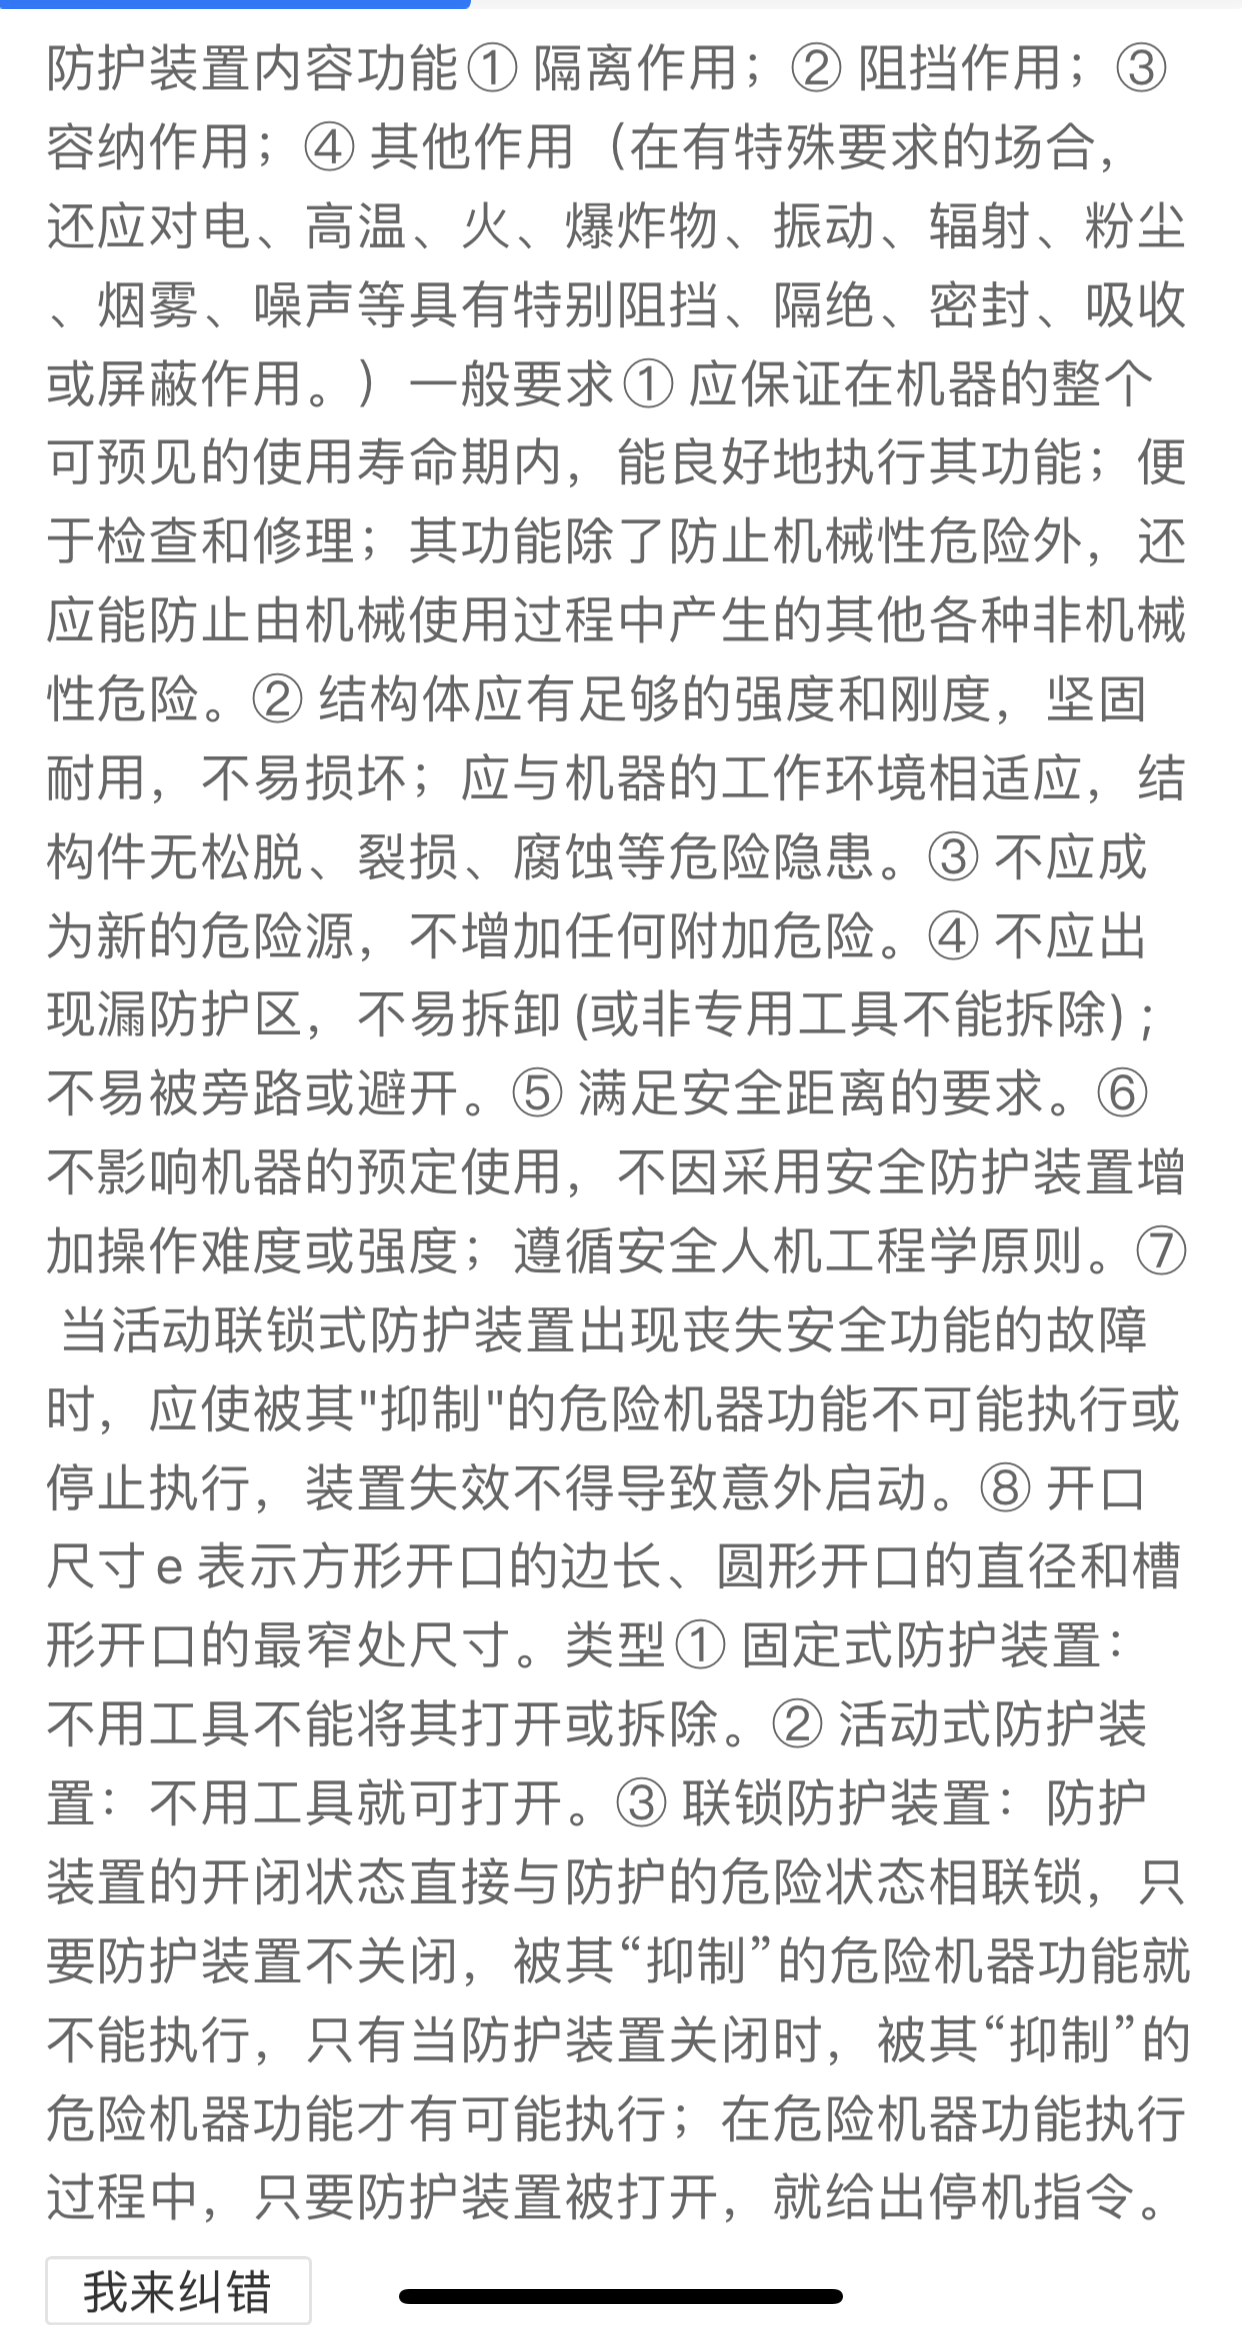 防护装置内容功能① 隔离作用；② 阻挡作用；③
容纳作用；④ 其他作用（在有特殊要求的场合，
还应对电、高温、火、爆炸物、振动、辐射、粉尘
、烟雾、噪声等具有特别阻挡、隔绝、密封、吸收
或屏蔽作用。）一般要求① 应保证在机器的整个
可预见的使用寿命期内，能良好地执行其功能；便
于检查和修理；其功能除了防止机械性危险外，还
应能防止由机械使用过程中产生的其他各种非机械
性危险。② 结构体应有足够的强度和刚度，坚固
耐用，不易损坏；应与机器的工作环境相适应，结
构件无松脱、裂损、腐蚀等危险隐患。③ 不应成
为新的危险源，不增加任何附加危险。④ 不应出
现漏防护区，不易拆卸(或非专用工具不能拆除)；
不易被旁路或避开。⑤ 满足安全距离的要求。⑥
不影响机器的预定使用，不因采用安全防护装置增
加操作难度或强度；遵循安全人机工程学原则。⑦
当活动联锁式防护装置出现丧失安全功能的故障
时，应使被其"抑制"的危险机器功能不可能执行或
停止执行，装置失效不得导致意外启动。⑧ 开口
尺寸e 表示方形开口的边长、圆形开口的直径和槽
形开口的最窄处尺寸。类型① 固定式防护装置：
不用工具不能将其打开或拆除。② 活动式防护装
置：不用工具就可打开。③ 联锁防护装置：防护
装置的开闭状态直接与防护的危险状态相联锁，只
要防护装置不关闭，被其“抑制”的危险机器功能就
不能执行，只有当防护装置关闭时，被其“抑制”的
危险机器功能才有可能执行；在危险机器功能执行
过程中，只要防护装置被打开，就给出停机指令。
我来纠错